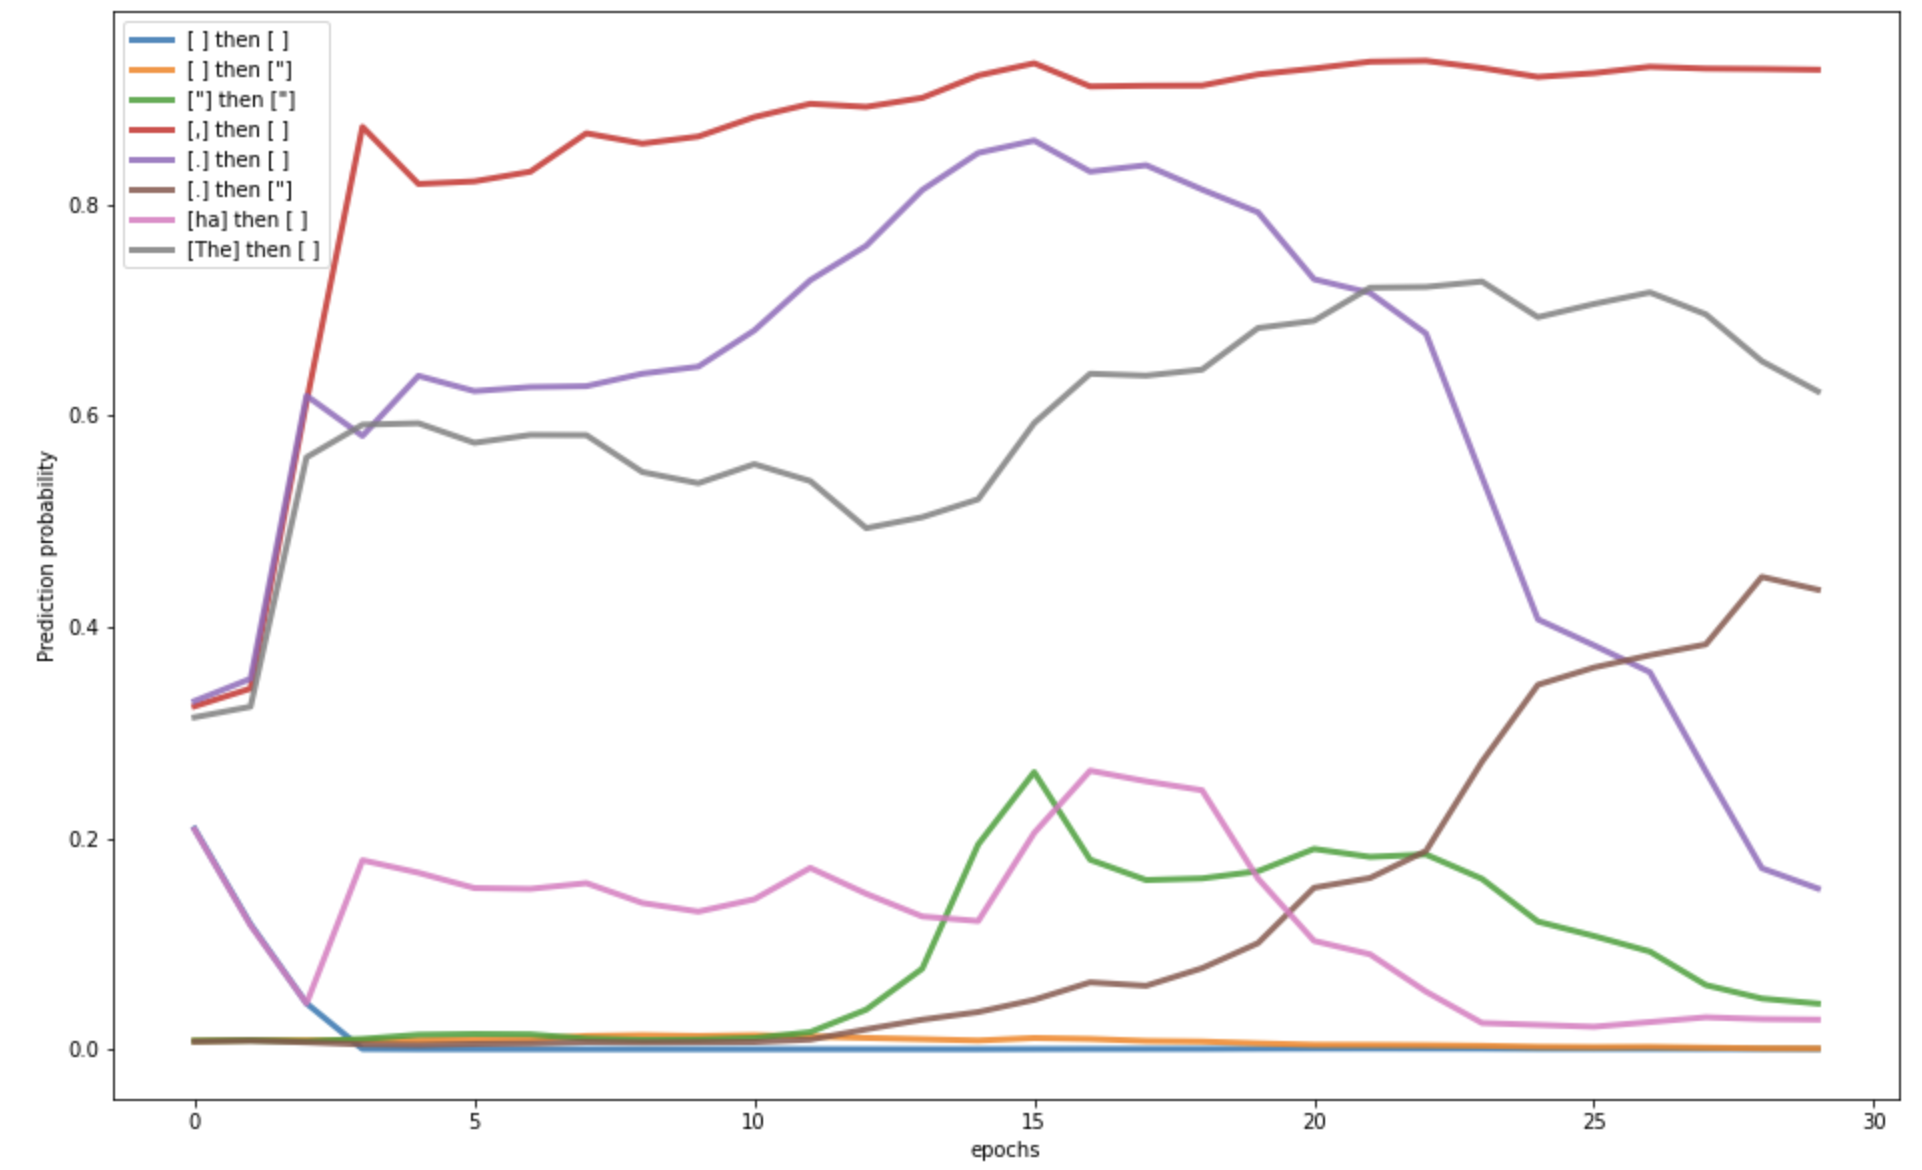 [ ] then [ ]
[ ] then ["]
["] then ["]
[,] then [ ]
[.] then [ ]
[.] then ["]
[ha] then [ ]
[The] then [ ]
0.8
0.6
0.4
0.2
0.0
Prediction probability
0 5 10 15 20 25 30
epochs